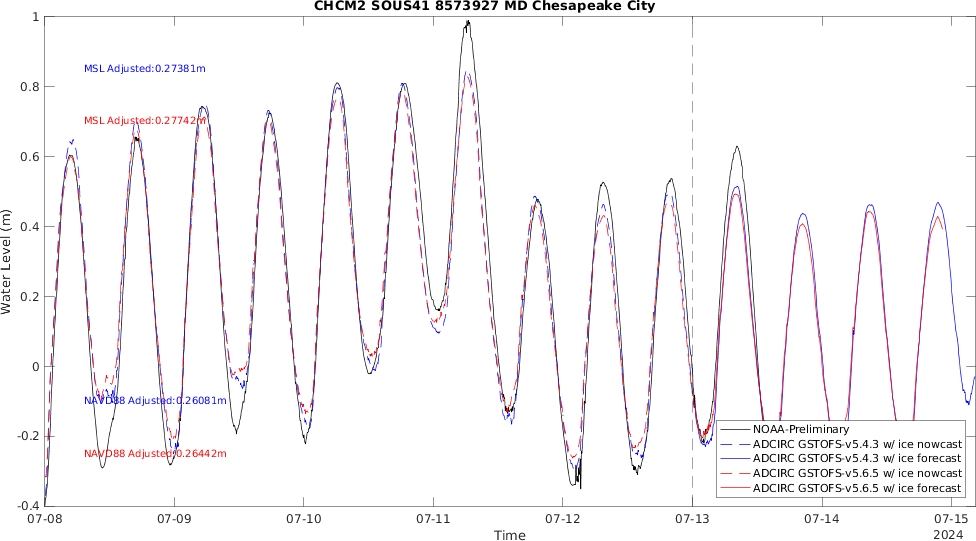 CHCM2 SOUS41 8573927 MD Chesapeake City
1
0.8
0.6
0.4
0.2
0
-0.2
-0.4
Water Level (m)
MSL Adjusted:0.27381m
MSL Adjusted:0.27742m
NAVD88 Adjusted:0.26081m
NAVD88 Adjusted:0.26442m
NOAA-Preliminary
ADCIRC GSTOFS-v5.4.3 w/ ice nowcast
ADCIRC GSTOFS-v5.4.3 w/ ice forecast
ADCIRC GSTOFS-v5.6.5 w/ ice nowcast
ADCIRC GSTOFS-v5.6.5 w/ ice forecast
07-08 07-09 07-10 07-11 07-12 07-13 07-14 07-15
Time
2024